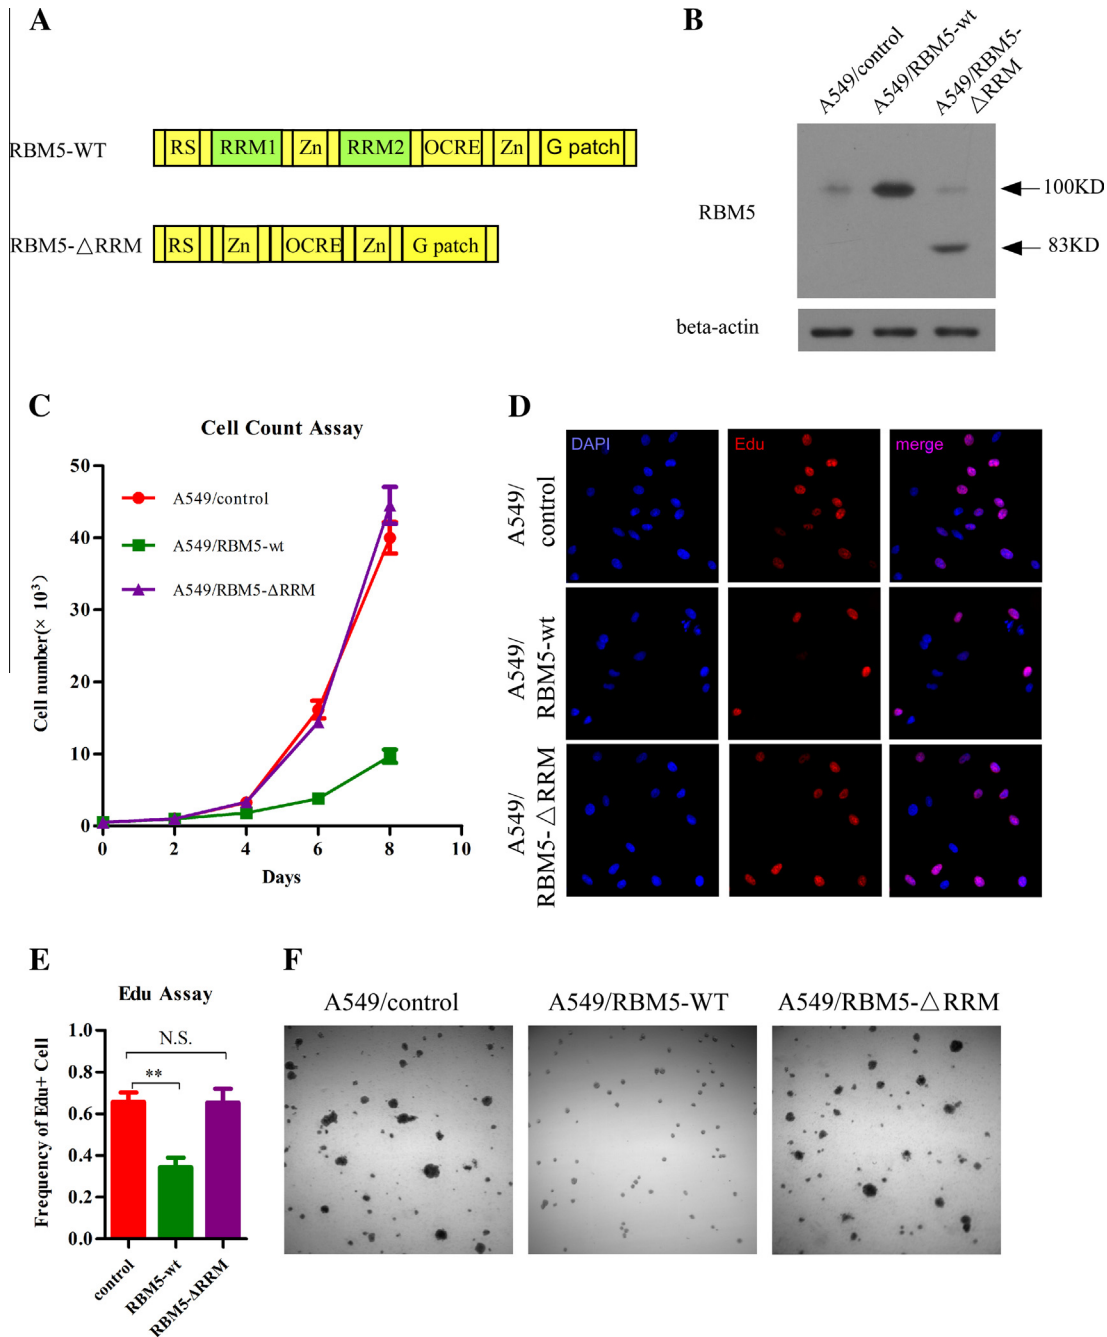 A
RBM5-WT
RS RRM1 Zn RRM2 OCRE Zn G patch
RBM5-△RRM
RS Zn OCRE Zn G patch
B
A549/control
A549/RBM5-wt
A549/RBM5-
△RRM
RBM5
100KD
83KD
beta-actin
C
Cell Count Assay
Cell number(× 10³)
50
40
30
20
10
0
A549/control
A549/RBM5-wt
A549/RBM5-ΔRRM
0 2 4 6 8 10
Days
D
DAPI Edu merge
A549/
control
A549/
RBM5-wt
A549/
RBM5-△RRM
E
Edu Assay
Frequency of Edu+ Cell
1.0
0.8
0.6
0.4
0.2
0.0
N.S.
**
control
RBM5-wt
RBM5-ΔRRM
F
A549/control
A549/RBM5-WT
A549/RBM5-△RRM